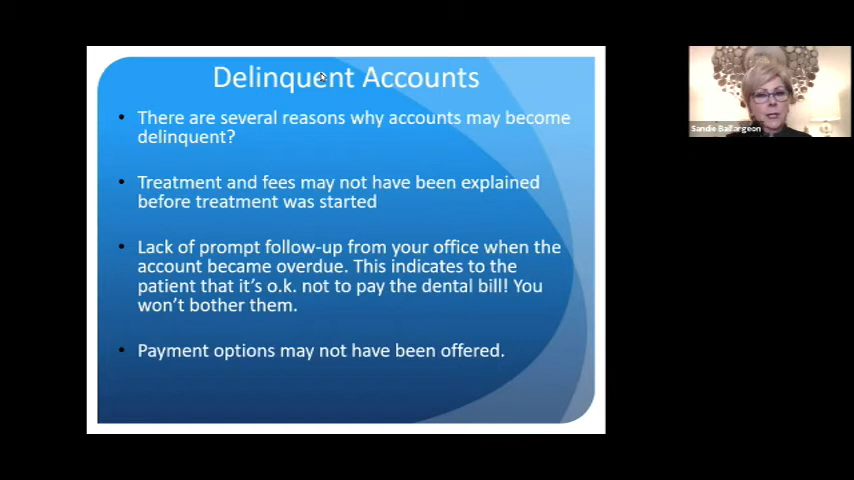 Delinquent Accounts
There are several reasons why accounts may become
delinquent?
Treatment and fees may not have been explained
before treatment was started
Lack of prompt follow-up from your office when the
account became overdue. This indicates to the
patient that it's o.k. not to pay the dental bill! You
won't bother them.
Payment options may not have been offered.
Sandie Baillargeon